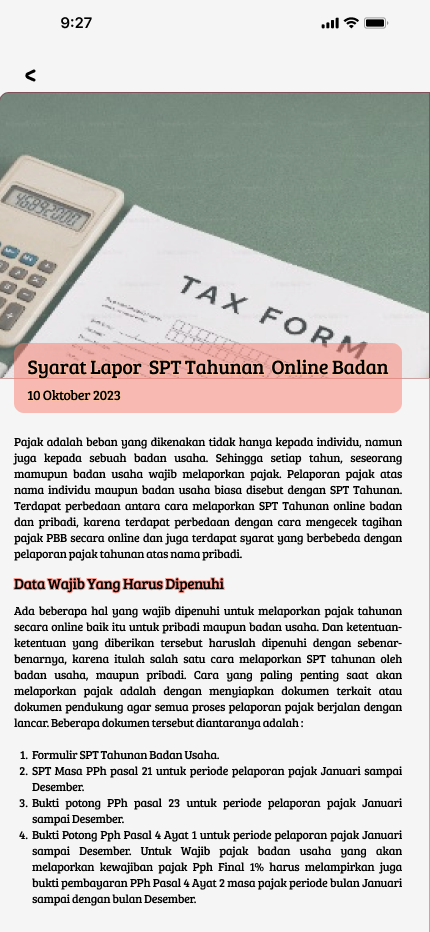 9:27
<
46892000
TAX FORM
Syarat Lapor SPT Tahunan Online Badan
10 Oktober 2023
Pajak adalah beban yang dikenakan tidak hanya kepada individu, namun
juga kepada sebuah badan usaha. Sehingga setiap tahun, seseorang
mamupun badan usaha wajib melaporkan pajak. Pelaporan pajak atas
nama individu maupun badan usaha biasa disebut dengan SPT Tahunan.
Terdapat perbedaan antara cara melaporkan SPT Tahunan online badan
dan pribadi, karena terdapat perbedaan dengan cara mengecek tagihan
pajak PBB secara online dan juga terdapat syarat yang berbebeda dengan
pelaporan pajak tahunan atas nama pribadi.
Data Wajib Yang Harus Dipenuhi
Ada beberapa hal yang wajib dipenuhi untuk melaporkan pajak tahunan
secara online baik itu untuk pribadi maupun badan usaha. Dan ketentuan-
ketentuan yang diberikan tersebut haruslah dipenuhi dengan sebenar-
benarnya, karena itulah salah satu cara melaporkan SPT tahunan oleh
badan usaha, maupun pribadi. Cara yang paling penting saat akan
melaporkan pajak adalah dengan menyiapkan dokumen terkait atau
dokumen pendukung agar semua proses pelaporan pajak berjalan dengan
lancar. Beberapa dokumen tersebut diantaranya adalah :
1. Formulir SPT Tahunan Badan Usaha.
2. SPT Masa PPh pasal 21 untuk periode pelaporan pajak Januari sampai
Desember.
3. Bukti potong PPh pasal 23 untuk periode pelaporan pajak Januari
sampai Desember.
4. Bukti Potong Pph Pasal 4 Ayat 1 untuk periode pelaporan pajak Januari
sampai Desember. Untuk Wajib pajak badan usaha yang akan
melaporkan kewajiban pajak Pph Final 1% harus melampirkan juga
bukti pembayaran PPh Pasal 4 Ayat 2 masa pajak periode bulan Januari
sampai dengan bulan Desember.